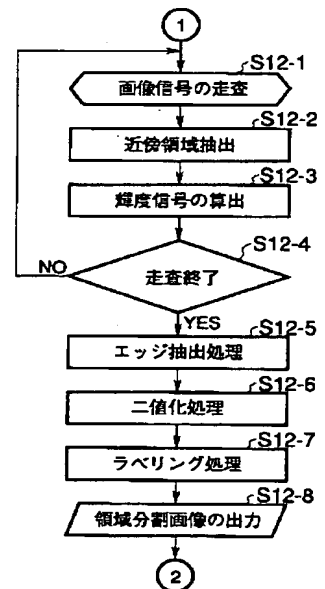 1
S12-1
画像信号の走査
S12-2
近傍領域抽出
S12-3
輝度信号の算出
S12-4
走査終了
NO
YES
S12-5
エッジ抽出処理
S12-6
二値化処理
S12-7
ラベリング処理
S12-8
領域分割画像の出力
2